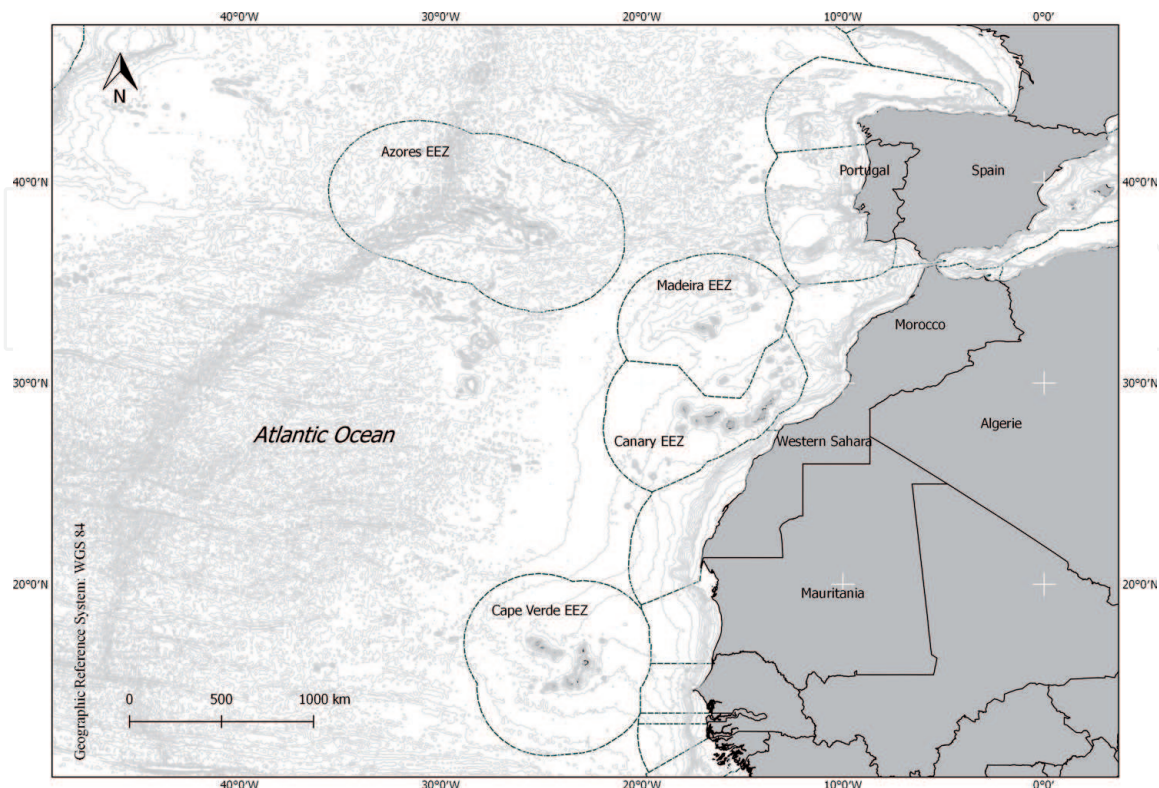 40°0'W 30°0'W 20°0'W 10°0'W 0°0'
N
Azores EEZ
40°0'N Portugal Spain 40°0'N
Madeira EEZ
Morocco
30°0'N 30°0'N
Atlantic Ocean
Canary EEZ Western Sahara Algerie
Geographic Reference System: WGS 84
20°0'N Mauritania 20°0'N
Cape Verde EEZ
0 500 1000 km
40°0'W 30°0'W 20°0'W 10°0'W 0°0'